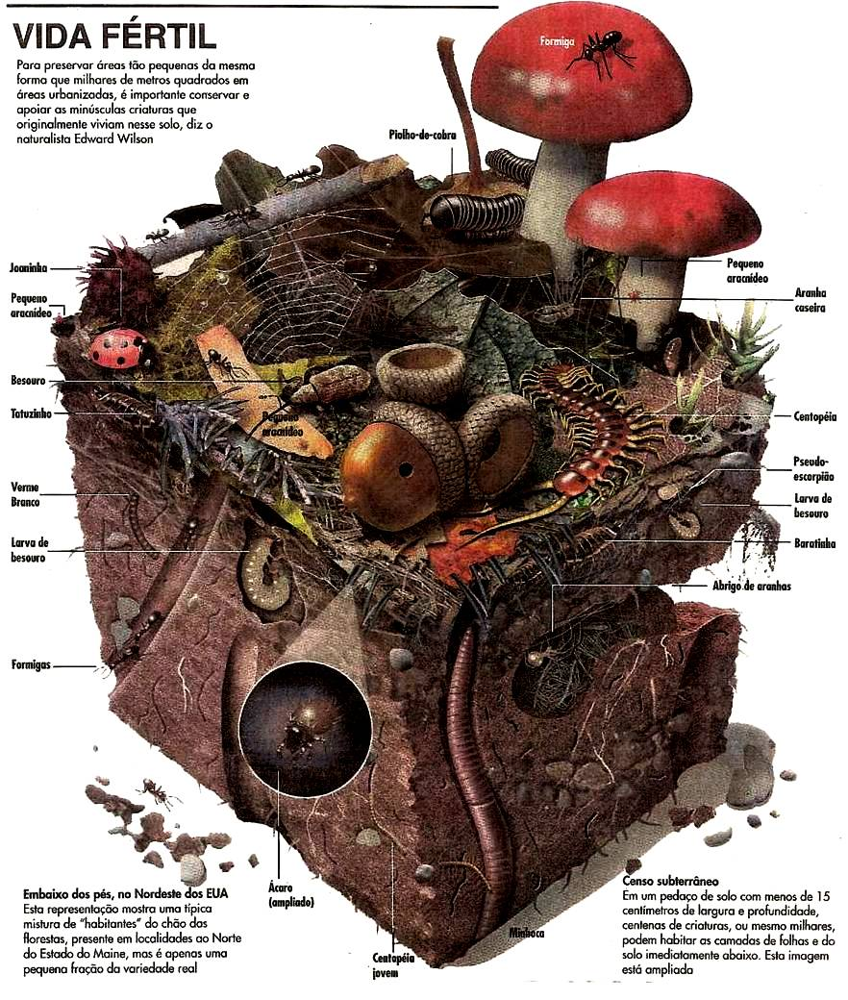 VIDA FÉRTIL
Para preservar áreas tão pequenas da mesma
forma que milhares de metros quadrados em
áreas urbanizadas, é importante conservar e
apoiar as minúsculas criaturas que
originalmente viviam nesse solo, diz o
naturalista Edward Wilson
Formiga
Piolho-de-cobra
Joaninha
Pequeno
aracnídeo
Pequeno
aracnídeo
Aranha
caseira
Besouro
Tatuzinho
Pequeno
aracnídeo
Centopéia
Pseudo-
escorpião
Verme
Branco
Larva de
besouro
Larva de
besouro
Baratinha
Abrigo de aranhas
Formigas
Ácaro
(ampliado)
Centopéia
jovem
Minhoca
Embaixo dos pés, no Nordeste dos EUA
Esta representação mostra uma típica
mistura de "habitantes" do chão das
florestas, presente em localidades ao Norte
do Estado do Maine, mas é apenas uma
pequena fração da variedade real
Censo subterrâneo
Em um pedaço de solo com menos de 15
centímetros de largura e profundidade,
centenas de criaturas, ou mesmo milhares,
podem habitar as camadas de folhas e do
solo imediatamente abaixo. Esta imagem
está ampliada